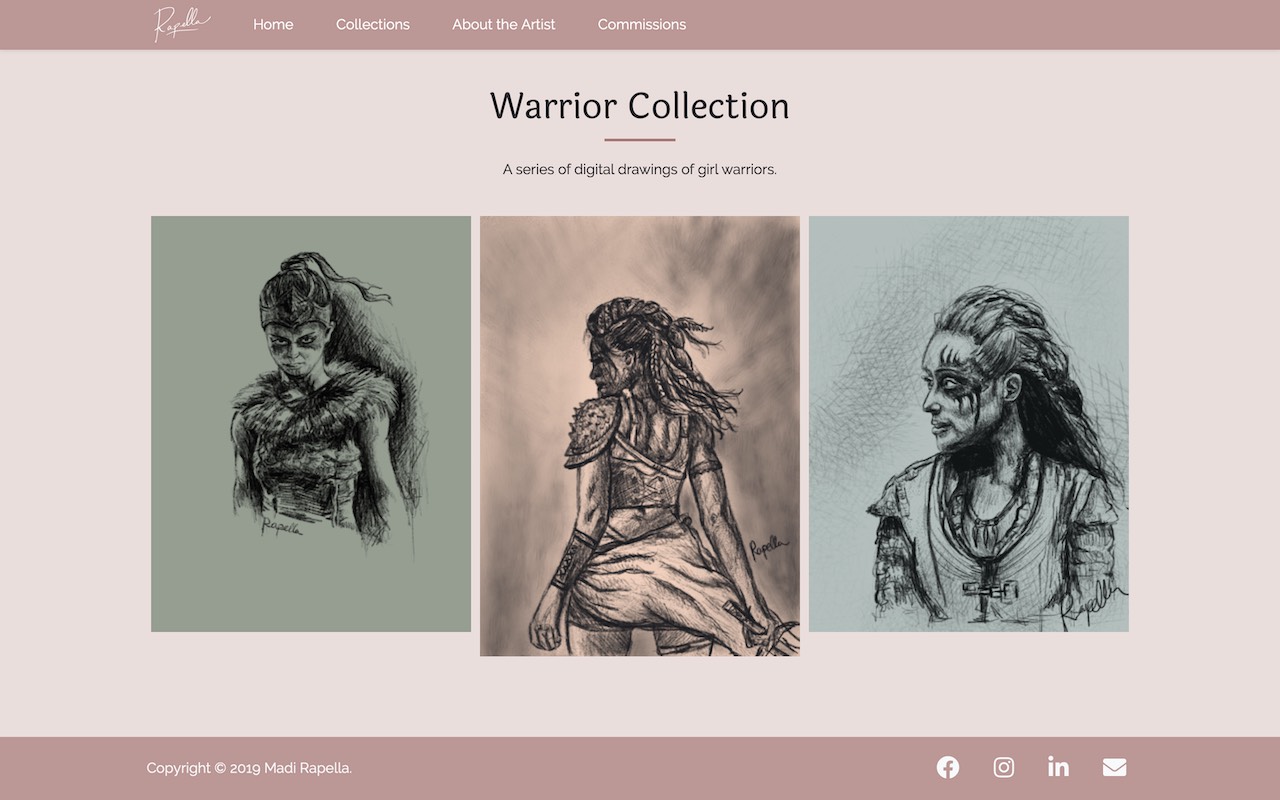 Rapella
Home
Collections
About the Artist
Commissions
Warrior Collection
A series of digital drawings of girl warriors.
Rapella
Rapella
Rapella
Copyright © 2019 Madi Rapella.